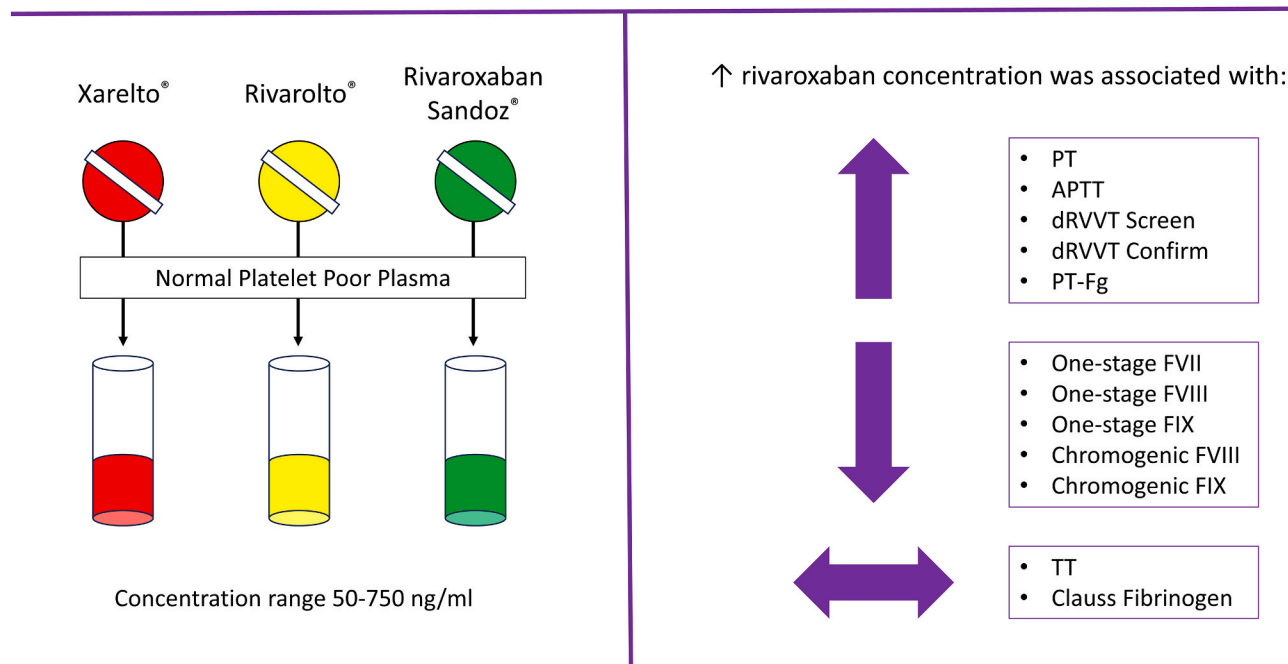 Xarelto®
Rivarolto®
Rivaroxaban
Sandoz®
Normal Platelet Poor Plasma
Concentration range 50-750 ng/ml
↑ rivaroxaban concentration was associated with:
• PT
• APTT
• dRVVT Screen
• dRVVT Confirm
• PT-Fg
• One-stage FVII
• One-stage FVIII
• One-stage FIX
• Chromogenic FVIII
• Chromogenic FIX
• TT
• Clauss Fibrinogen